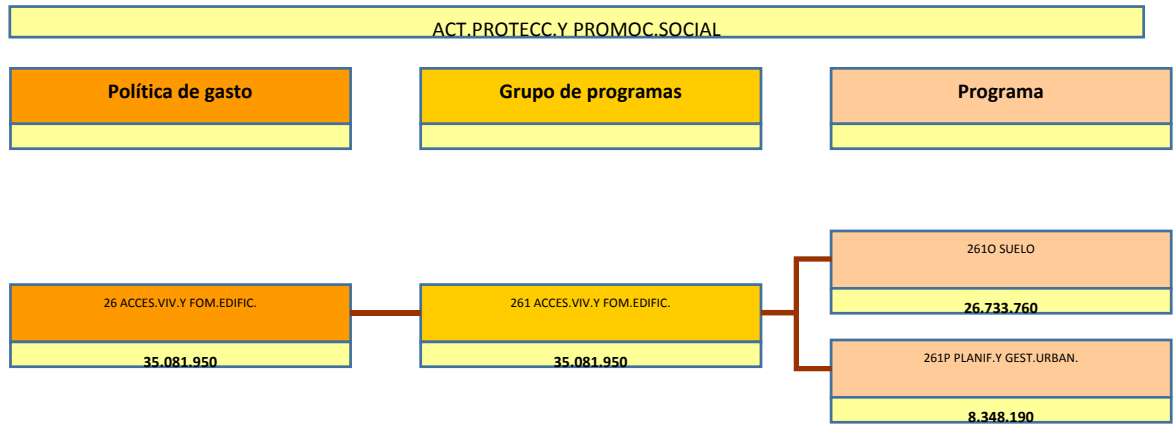 ACT.PROTECC.Y PROMOC.SOCIAL
Política de gasto
Grupo de programas
Programa
26 ACCES.VIV.Y FOM.EDIFIC.
35.081.950
261 ACCES.VIV.Y FOM.EDIFIC.
35.081.950
261O SUELO
26.733.760
261P PLANIF.Y GEST.URBAN.
8.348.190